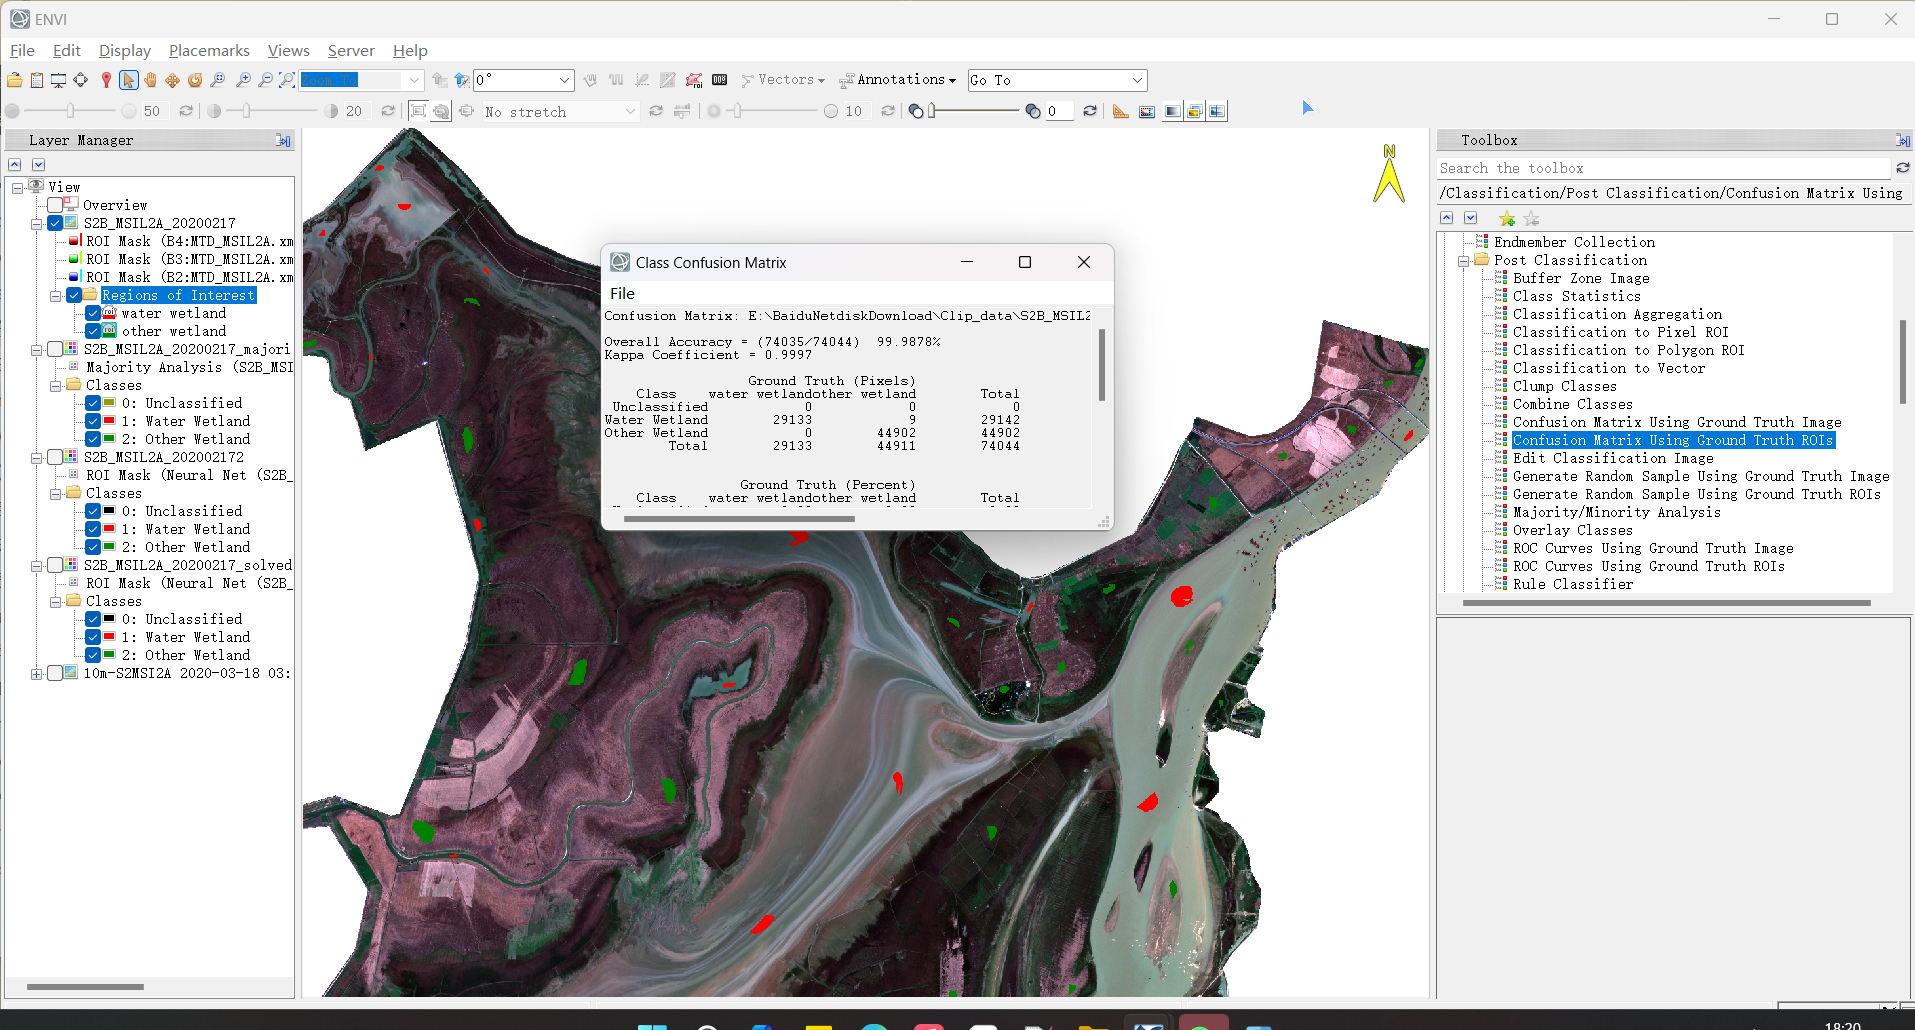 ENVI
File Edit Display Placemarks Views Server Help
0° Vectors Annotations Go To
50 20 No stretch 10 0
Layer Manager
View
Overview
S2B_MSIL2A_20200217
ROI Mask (B4:MTD_MSIL2A.xm
ROI Mask (B3:MTD_MSIL2A.xm
ROI Mask (B2:MTD_MSIL2A.xm
Regions of Interest
water wetland
other wetland
S2B_MSIL2A_20200217_majori
Majority Analysis (S2B_MSI
Classes
0: Unclassified
1: Water Wetland
2: Other Wetland
S2B_MSIL2A_202002172
ROI Mask (Neural Net (S2B_
Classes
0: Unclassified
1: Water Wetland
2: Other Wetland
S2B_MSIL2A_20200217_solved
ROI Mask (Neural Net (S2B_
Classes
0: Unclassified
1: Water Wetland
2: Other Wetland
10m-S2MSI2A 2020-03-18 03:
N
Class Confusion Matrix
File
Confusion Matrix: E:\BaiduNetdiskDownload\Clip_data\S2B_MSIL2
Overall Accuracy = (74035/74044) 99.9878%
Kappa Coefficient = 0.9997
Ground Truth (Pixels)
Class water wetlandother wetland Total
Unclassified 0 0 0
Water Wetland 29133 9 29142
Other Wetland 0 44902 44902
Total 29133 44911 74044
Ground Truth (Percent)
Class water wetlandother wetland Total
Toolbox
Search the toolbox
/Classification/Post Classification/Confusion Matrix Using
Endmember Collection
Post Classification
Buffer Zone Image
Class Statistics
Classification Aggregation
Classification to Pixel ROI
Classification to Polygon ROI
Classification to Vector
Clump Classes
Combine Classes
Confusion Matrix Using Ground Truth Image
Confusion Matrix Using Ground Truth ROIs
Edit Classification Image
Generate Random Sample Using Ground Truth Image
Generate Random Sample Using Ground Truth ROIs
Majority/Minority Analysis
Overlay Classes
ROC Curves Using Ground Truth Image
ROC Curves Using Ground Truth ROIs
Rule Classifier
18:20